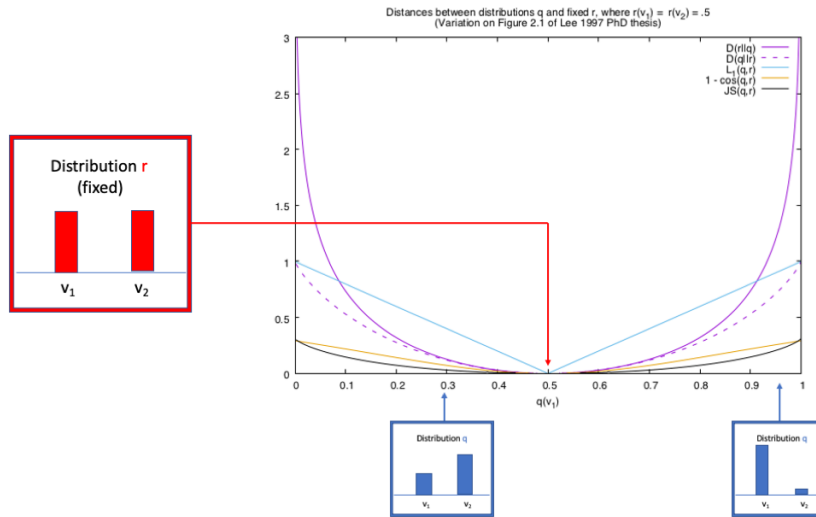 Distances between distributions q and fixed r, where r(v₁) = r(v₂) = .5
(Variation on Figure 2.1 of Lee 1997 PhD thesis)
3
2.5
2
1.5
1
0.5
0
D(r||q)
D(q||r)
L₁(q,r)
1 - cos(q,r)
JS(q,r)
Distribution r
(fixed)
v₁ v₂
0 0.1 0.2 0.3 0.4 0.5 0.6 0.7 0.8 0.9 1
q(v₁)
Distribution q
v₁ v₂
Distribution q
v₁ v₂